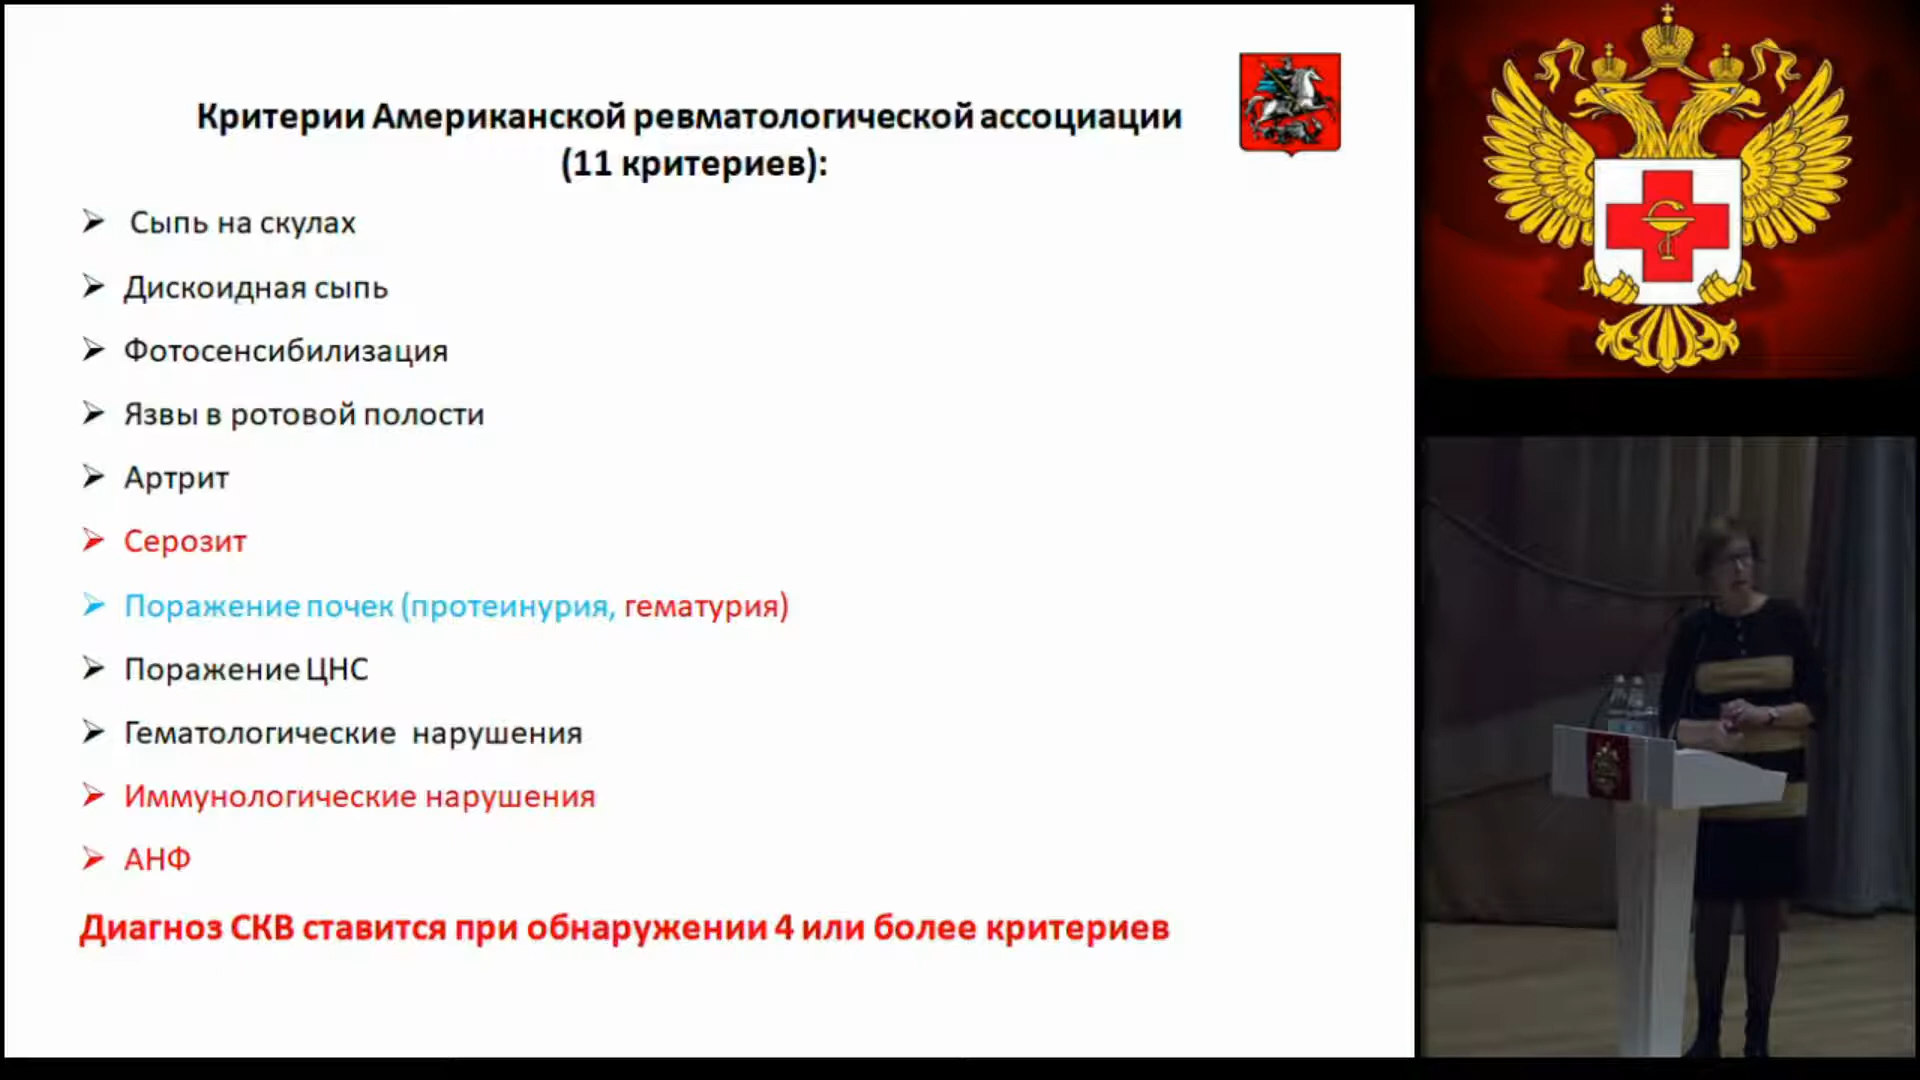 Критерии Американской ревматологической ассоциации
(11 критериев):
Сыпь на скулах
Дискоидная сыпь
Фотосенсибилизация
Язвы в ротовой полости
Артрит
Серозит
Поражение почек (протеинурия, гематурия)
Поражение ЦНС
Гематологические нарушения
Иммунологические нарушения
АНФ
Диагноз СКВ ставится при обнаружении 4 или более критериев